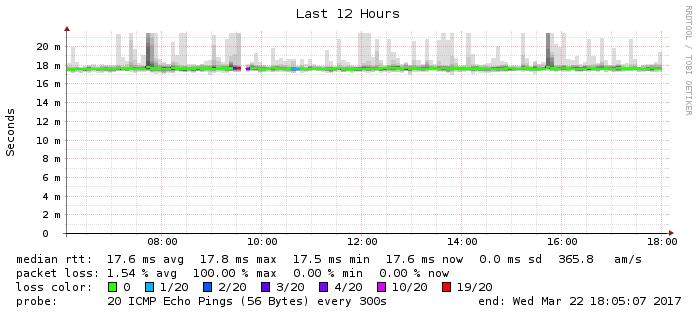 Last 12 Hours
RRDTOOL / TOBI OETIKER
Seconds
20 m
18 m
16 m
14 m
12 m
10 m
8 m
6 m
4 m
2 m
0
08:00 10:00 12:00 14:00 16:00 18:00
median rtt: 17.6 ms avg 17.8 ms max 17.5 ms min 17.6 ms now 0.0 ms sd 365.8 am/s
packet loss: 1.54 % avg 100.00 % max 0.00 % min 0.00 % now
loss color: 0 1/20 2/20 3/20 4/20 10/20 19/20
probe: 20 ICMP Echo Pings (56 Bytes) every 300s end: Wed Mar 22 18:05:07 2017